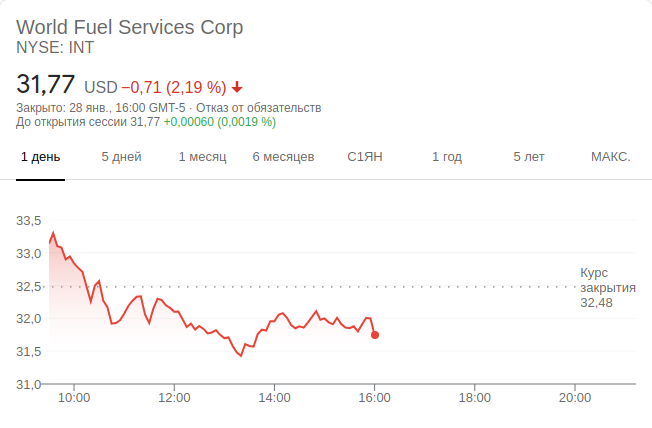 World Fuel Services Corp
NYSE: INT
31,77 USD −0,71 (2,19 %)
Закрыто: 28 янв., 16:00 GMT-5 · Отказ от обязательств
До открытия сессии 31,77 +0,00060 (0,0019 %)
1 день 5 дней 1 месяц 6 месяцев С1ЯН 1 год 5 лет МАКС.
33,5
33,0
Курс
32,5 закрытия
32,48
32,0
31,5
31,0
10:00 12:00 14:00 16:00 18:00 20:00